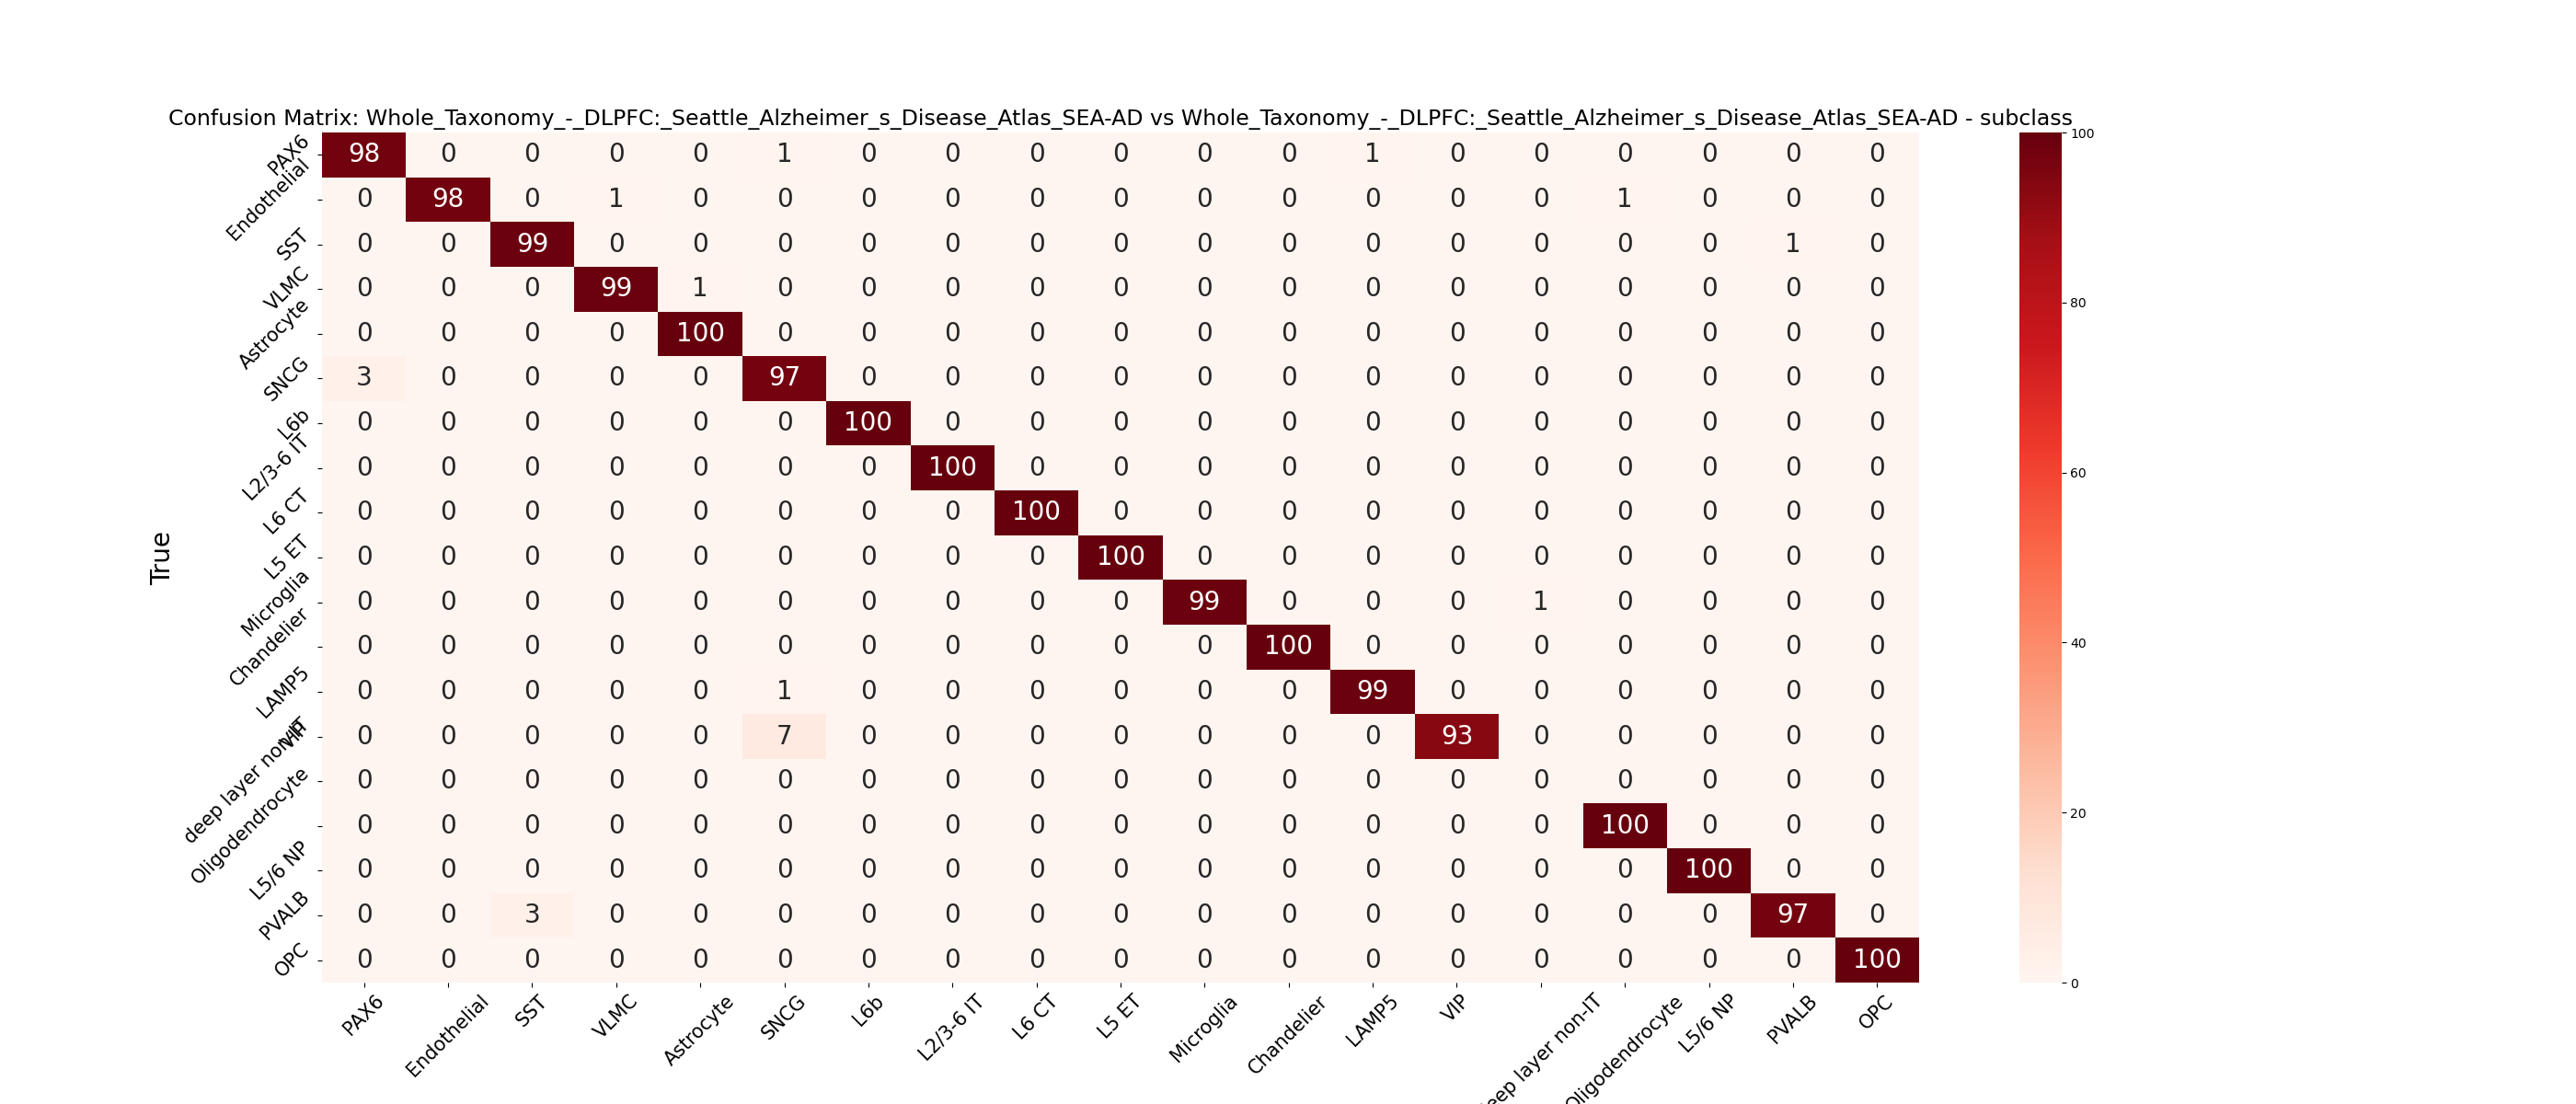 Confusion Matrix: Whole_Taxonomy_-_DLPFC:_Seattle_Alzheimer_s_Disease_Atlas_SEA-AD vs Whole_Taxonomy_-_DLPFC:_Seattle_Alzheimer_s_Disease_Atlas_SEA-AD - subclass
True
PAX6 98 0 0 0 0 1 0 0 0 0 0 0 1 0 0 0 0 0 0
Endothelial 0 98 0 1 0 0 0 0 0 0 0 0 0 0 0 1 0 0 0
SST 0 0 99 0 0 0 0 0 0 0 0 0 0 0 0 0 0 1 0
VLMC 0 0 0 99 1 0 0 0 0 0 0 0 0 0 0 0 0 0 0
Astrocyte 0 0 0 0 100 0 0 0 0 0 0 0 0 0 0 0 0 0 0
SNCG 3 0 0 0 0 97 0 0 0 0 0 0 0 0 0 0 0 0 0
L6b 0 0 0 0 0 0 100 0 0 0 0 0 0 0 0 0 0 0 0
L2/3-6 IT 0 0 0 0 0 0 0 100 0 0 0 0 0 0 0 0 0 0 0
L6 CT 0 0 0 0 0 0 0 0 100 0 0 0 0 0 0 0 0 0 0
L5 ET 0 0 0 0 0 0 0 0 0 100 0 0 0 0 0 0 0 0 0
Microglia 0 0 0 0 0 0 0 0 0 0 99 0 0 0 1 0 0 0 0
Chandelier 0 0 0 0 0 0 0 0 0 0 0 100 0 0 0 0 0 0 0
LAMP5 0 0 0 0 0 1 0 0 0 0 0 0 99 0 0 0 0 0 0
VIP 0 0 0 0 0 7 0 0 0 0 0 0 0 93 0 0 0 0 0
deep layer non-IT 0 0 0 0 0 0 0 0 0 0 0 0 0 0 0 0 0 0 0
Oligodendrocyte 0 0 0 0 0 0 0 0 0 0 0 0 0 0 0 100 0 0 0
L5/6 NP 0 0 0 0 0 0 0 0 0 0 0 0 0 0 0 0 100 0 0
PVALB 0 0 3 0 0 0 0 0 0 0 0 0 0 0 0 0 0 97 0
OPC 0 0 0 0 0 0 0 0 0 0 0 0 0 0 0 0 0 0 100
PAX6 Endothelial SST VLMC Astrocyte SNCG L6b L2/3-6 IT L6 CT L5 ET Microglia Chandelier LAMP5 VIP layer non-IT Oligodendrocyte L5/6 NP PVALB OPC
100
80
60
40
20
0